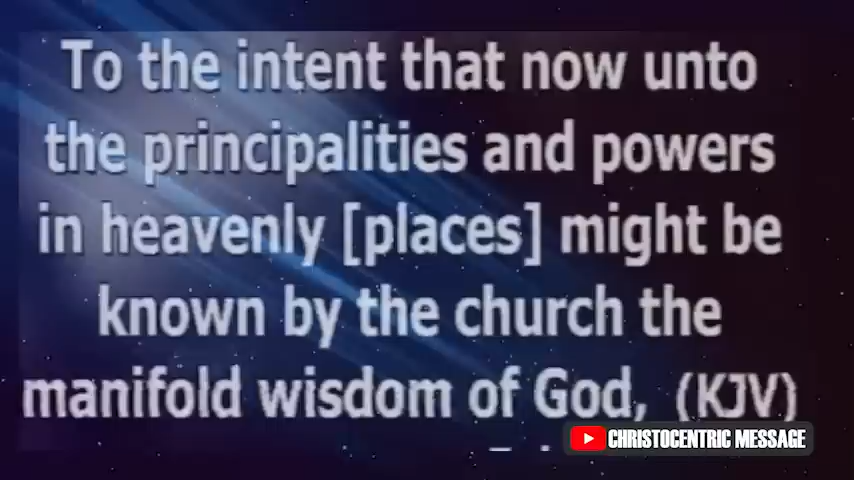 To the intent that now unto
the principalities and powers
in heavenly [places] might be
known by the church the
manifold wisdom of God, (KJV)
CHRISTOCENTRIC MESSAGE